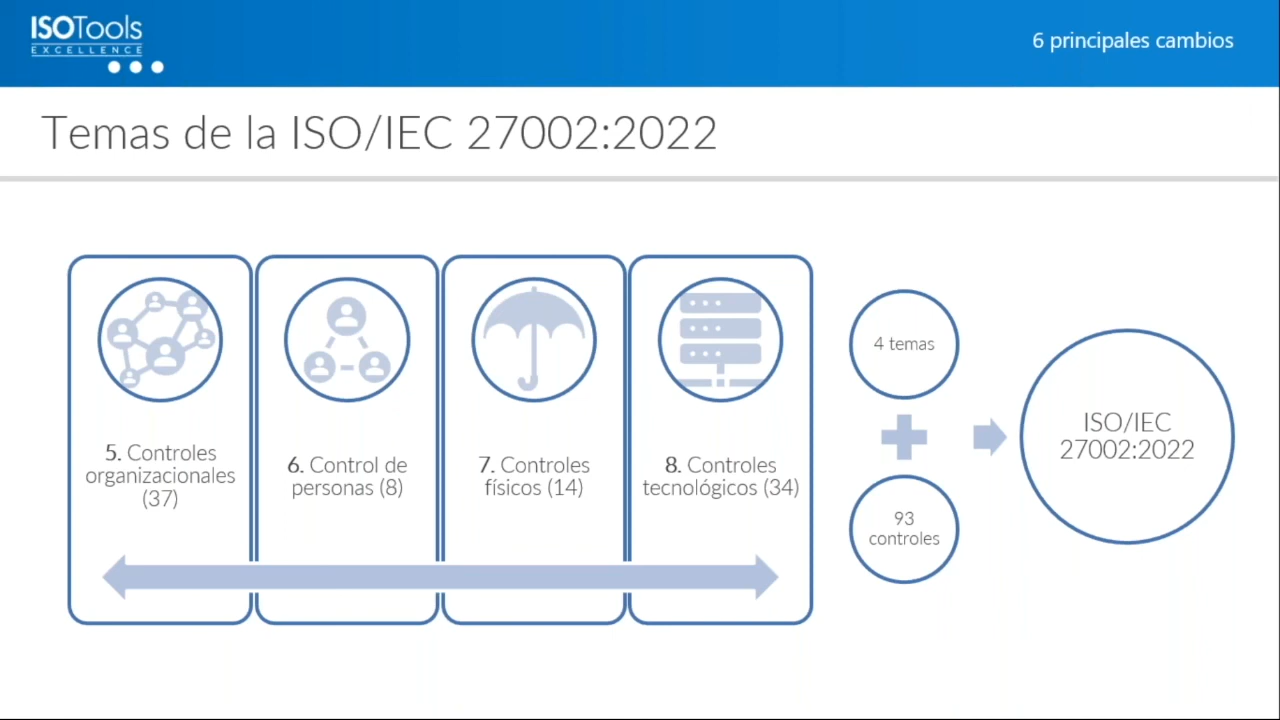 ISOTools
EXCELLENCE
6 principales cambios
Temas de la ISO/IEC 27002:2022
5. Controles
organizacionales
(37)
6. Control de
personas (8)
7. Controles
físicos (14)
8. Controles
tecnológicos (34)
4 temas
93
controles
ISO/IEC
27002:2022